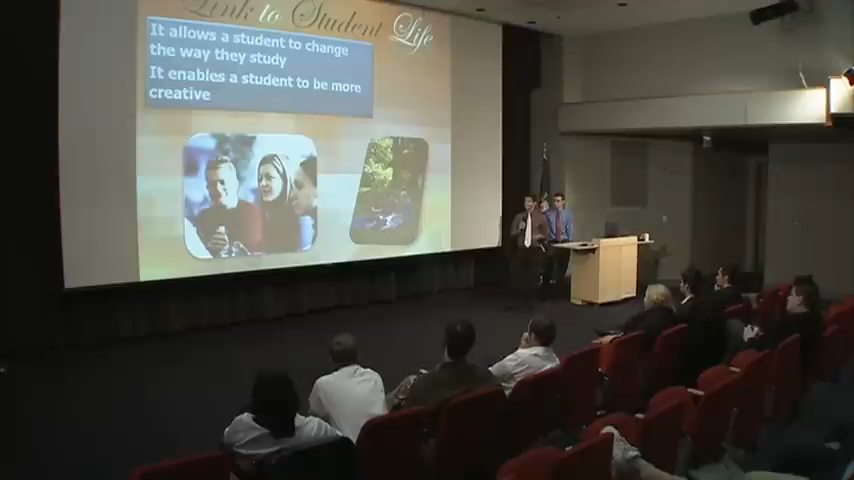 Link to Student Life
It allows a student to change
the way they study
It enables a student to be more
creative